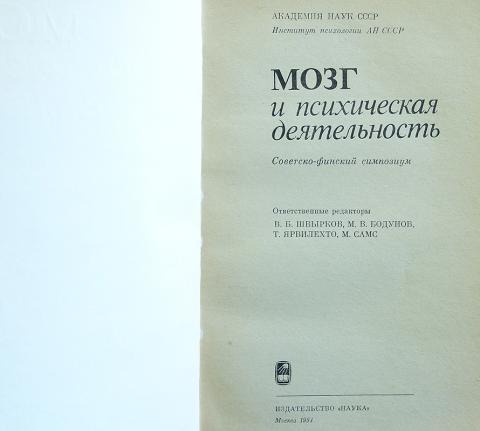 АКАДЕМИЯ НАУК СССР
Институт психологии АН СССР
МОЗГ
и психическая
деятельность
Советско-финский симпозиум
Ответственные редакторы
В. Б. ШВЫРКОВ, М. В. БОДУНОВ,
Т. ЯРВИЛЕХТО, М. САМС
ИЗДАТЕЛЬСТВО «НАУКА»
Москва 1984